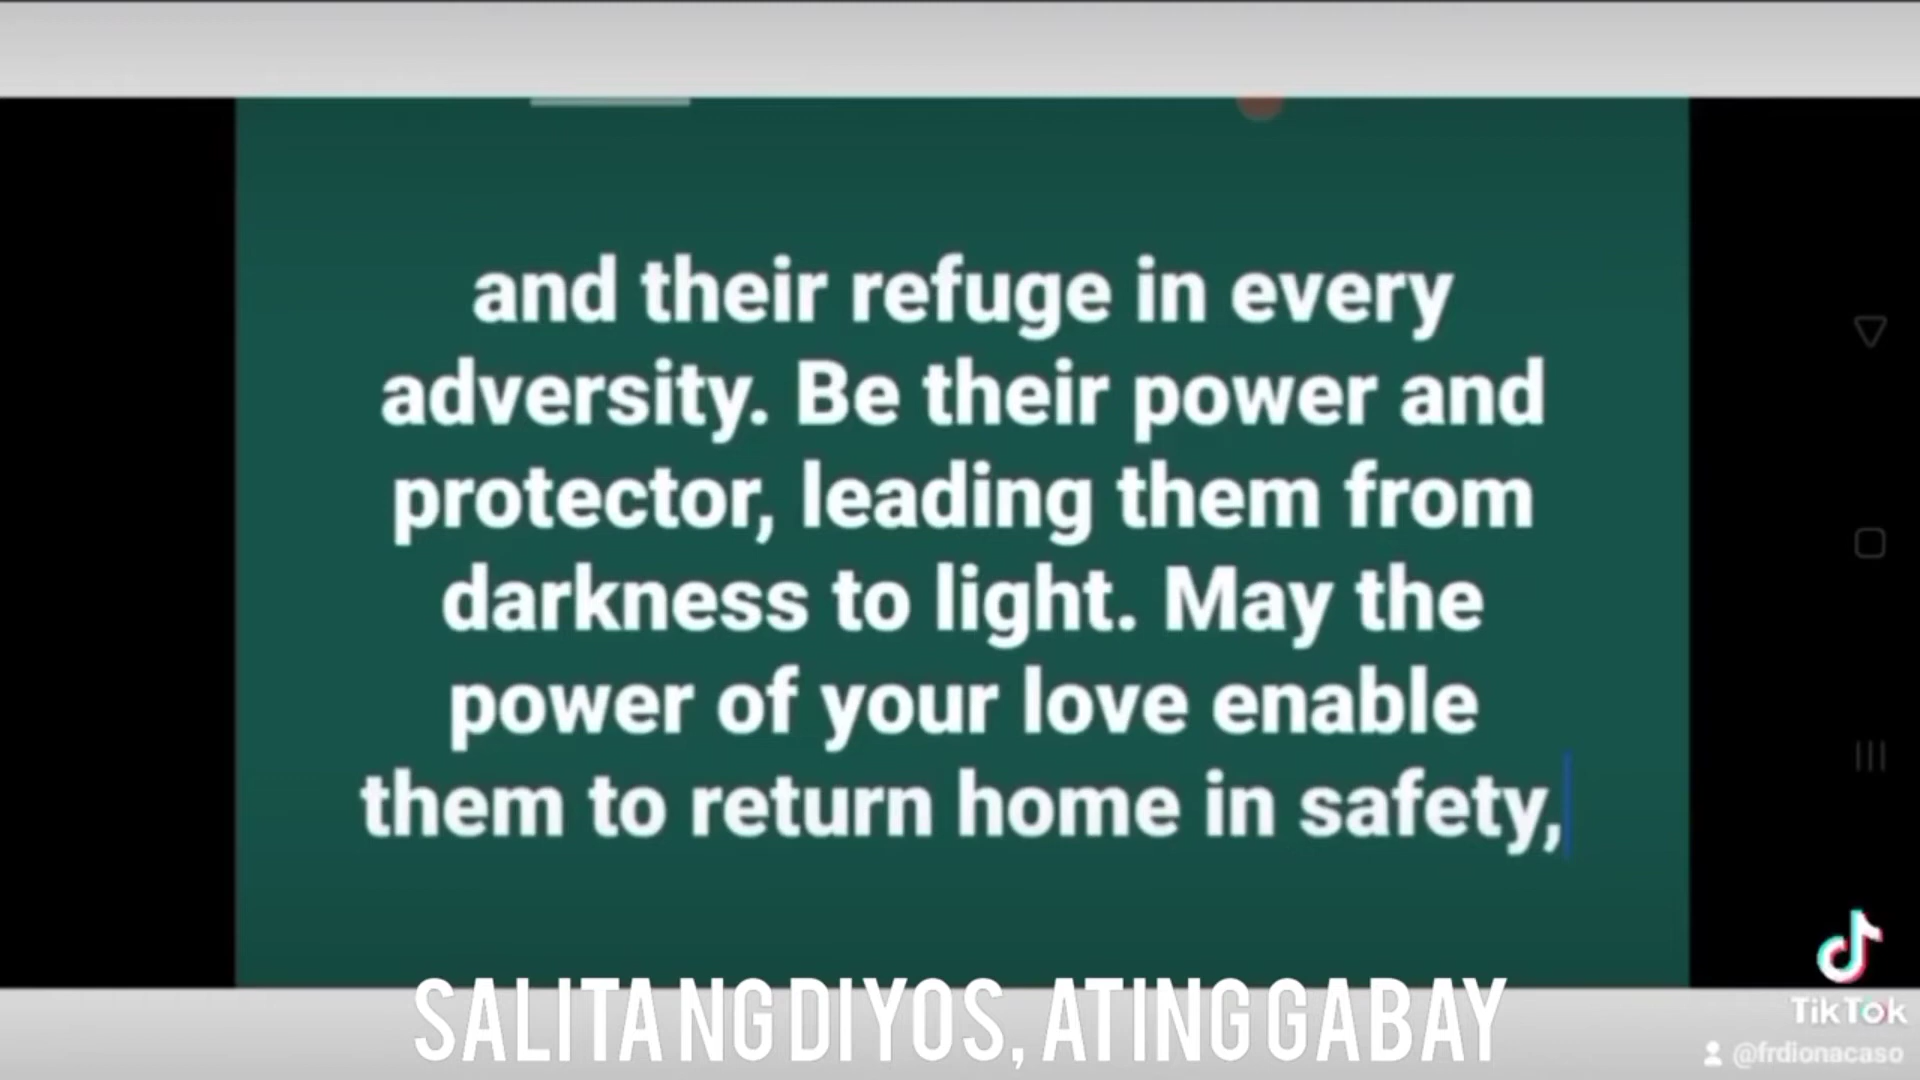 and their refuge in every
adversity. Be their power and
protector, leading them from
darkness to light. May the
power of your love enable
them to return home in safety,
SALITA NG DIYOS, ATING GABAY
TikTok
@frdionacaso